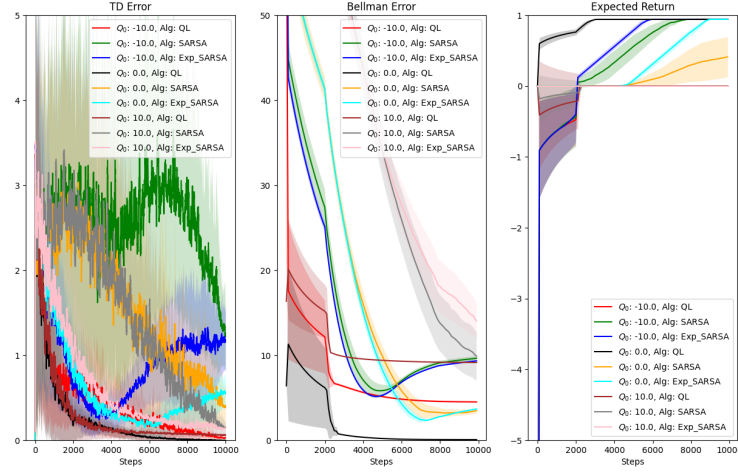 TD Error
5
4
3
2
1
0
0
2000
4000
6000
8000
10000
Steps
Q₀: -10.0, Alg: QL
Q₀: -10.0, Alg: SARSA
Q₀: -10.0, Alg: Exp_SARSA
Q₀: 0.0, Alg: QL
Q₀: 0.0, Alg: SARSA
Q₀: 0.0, Alg: Exp_SARSA
Q₀: 10.0, Alg: QL
Q₀: 10.0, Alg: SARSA
Q₀: 10.0, Alg: Exp_SARSA
Bellman Error
50
40
30
20
10
0
0
2000
4000
6000
8000
10000
Steps
Q₀: -10.0, Alg: QL
Q₀: -10.0, Alg: SARSA
Q₀: -10.0, Alg: Exp_SARSA
Q₀: 0.0, Alg: QL
Q₀: 0.0, Alg: SARSA
Q₀: 0.0, Alg: Exp_SARSA
Q₀: 10.0, Alg: QL
Q₀: 10.0, Alg: SARSA
Q₀: 10.0, Alg: Exp_SARSA
Expected Return
1
0
−1
−2
−3
−4
−5
0
2000
4000
6000
8000
10000
Steps
Q₀: -10.0, Alg: QL
Q₀: -10.0, Alg: SARSA
Q₀: -10.0, Alg: Exp_SARSA
Q₀: 0.0, Alg: QL
Q₀: 0.0, Alg: SARSA
Q₀: 0.0, Alg: Exp_SARSA
Q₀: 10.0, Alg: QL
Q₀: 10.0, Alg: SARSA
Q₀: 10.0, Alg: Exp_SARSA